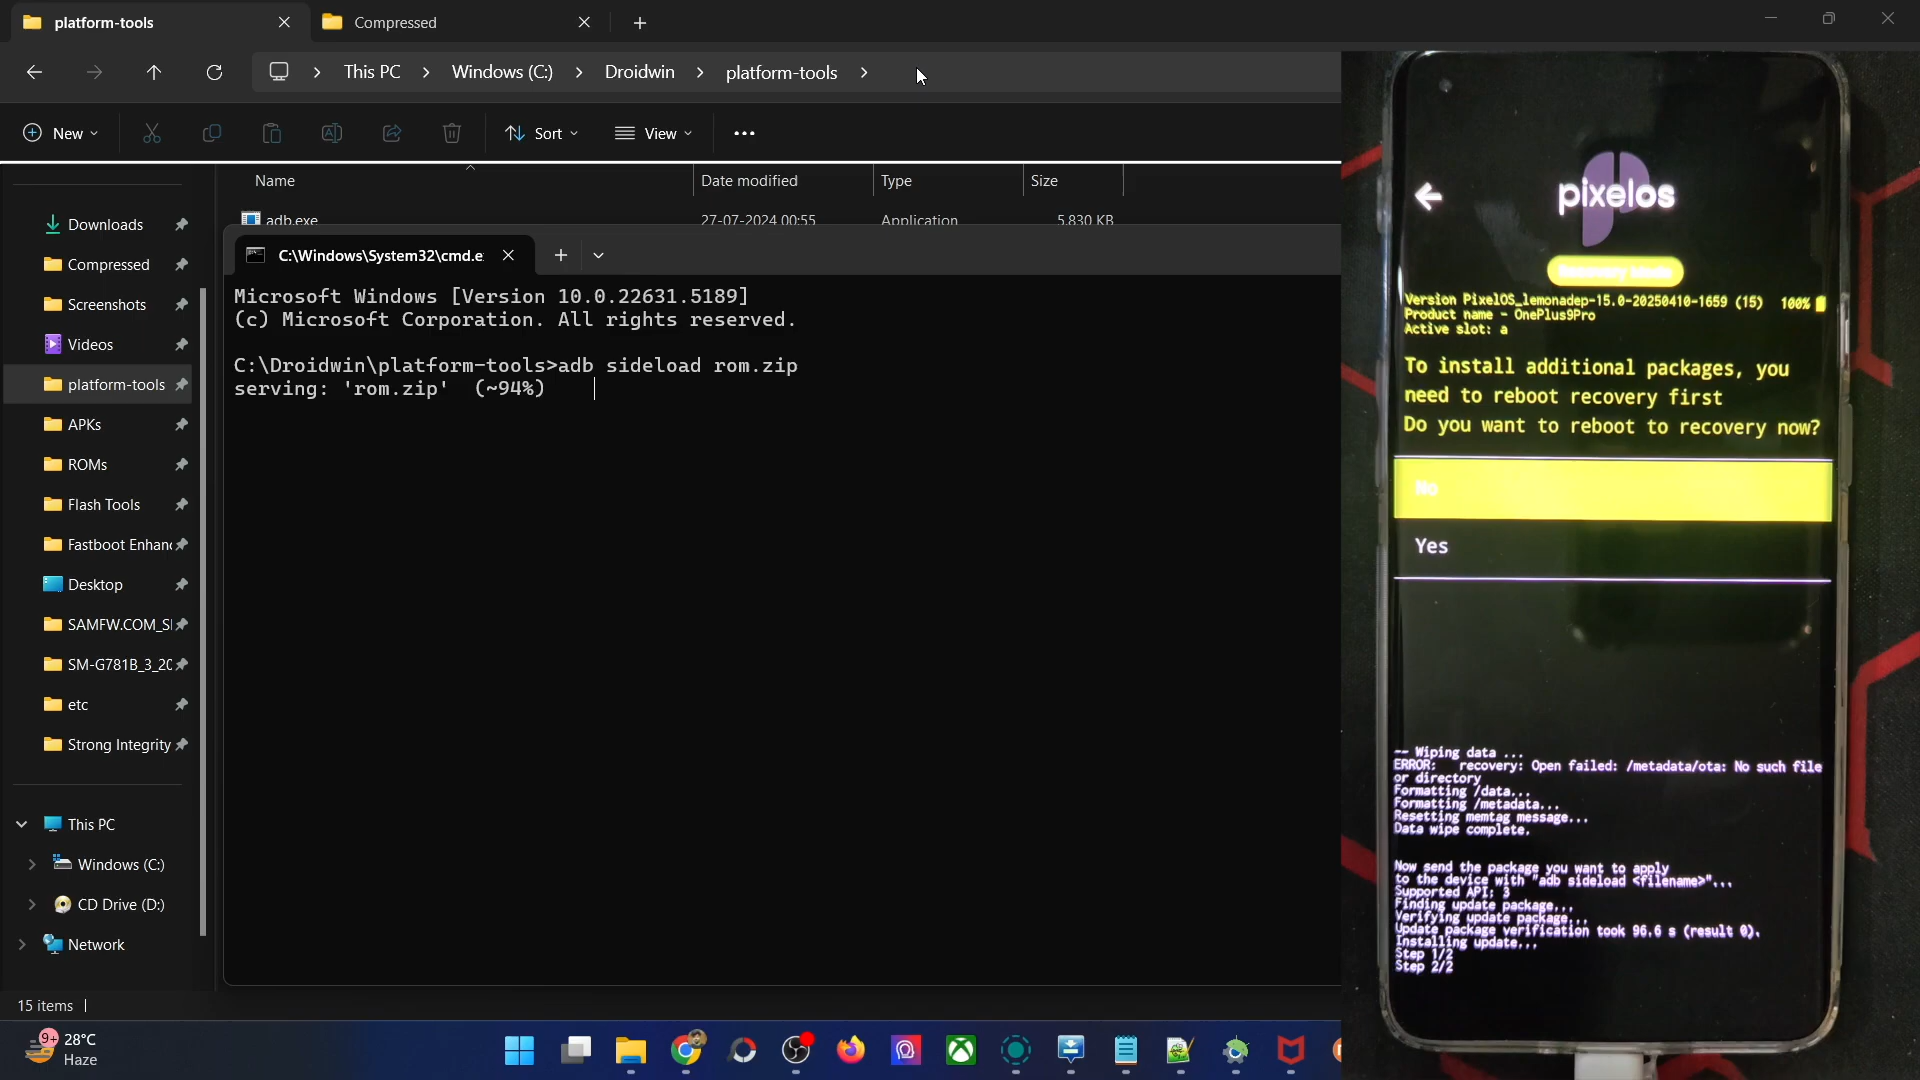 platform-tools
Compressed
This PC
Windows (C:)
Droidwin
platform-tools
New
Sort
View
Name
Date modified
Type
Size
adb.exe
27-07-2024 00:55
Application
5,830 KB
Downloads
Compressed
Screenshots
Videos
platform-tools
APKs
ROMs
Flash Tools
Fastboot Enhanc
Desktop
SAMFW.COM_S
SM-G781B_3_20
etc
Strong Integrity
This PC
Windows (C:)
CD Drive (D:)
Network
15 items
C:\Windows\System32\cmd.e
Microsoft Windows [Version 10.0.22631.5189]
(c) Microsoft Corporation. All rights reserved.
C:\Droidwin\platform-tools>adb sideload rom.zip
serving: 'rom.zip' (~94%)
9+
28°C
Haze
pixelos
Recovery Mode
Version PixelOS_lemonadep-15.0-20250410-1659 (15) 100%
Product name - OnePlus9Pro
Active slot: a
To install additional packages, you
need to reboot recovery first
Do you want to reboot to recovery now?
No
Yes
-- Wiping data ...
ERROR: recovery: Open failed: /metadata/ota: No such file
or directory
Formatting /data...
Formatting /metadata...
Resetting memtag message...
Data wipe complete.
Now send the package you want to apply
to the device with "adb sideload <filename>"...
Supported API: 3
Finding update package...
Verifying update package...
Update package verification took 96.6 s (result 0).
Installing update...
Step 1/2
Step 2/2